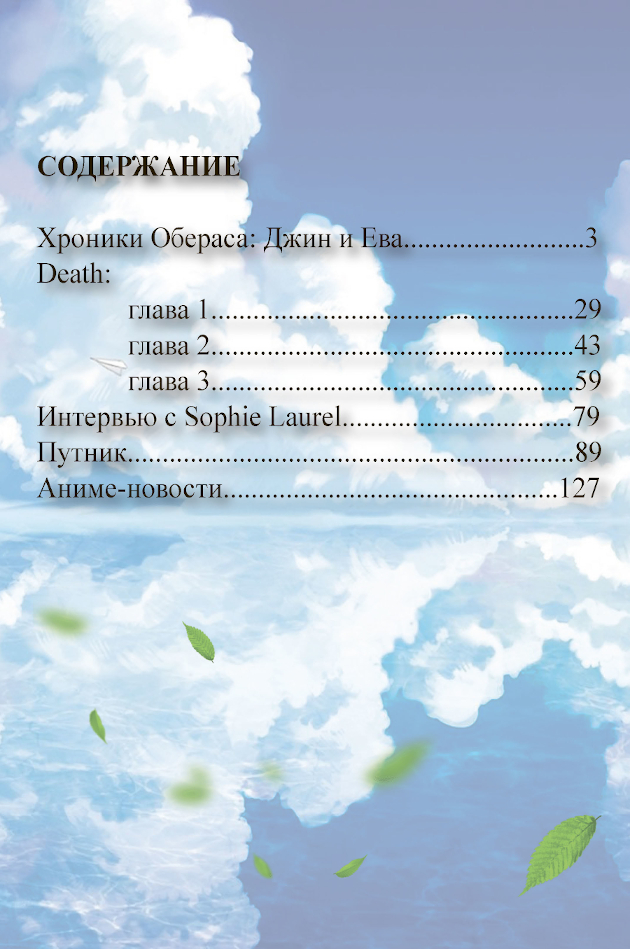 СОДЕРЖАНИЕ
Хроники Обераса: Джин и Ева..........................3
Death:
глава 1....................................................29
глава 2....................................................43
глава 3....................................................59
Интервью с Sophie Laurel.................................79
Путник................................................................89
Аниме-новости................................................127